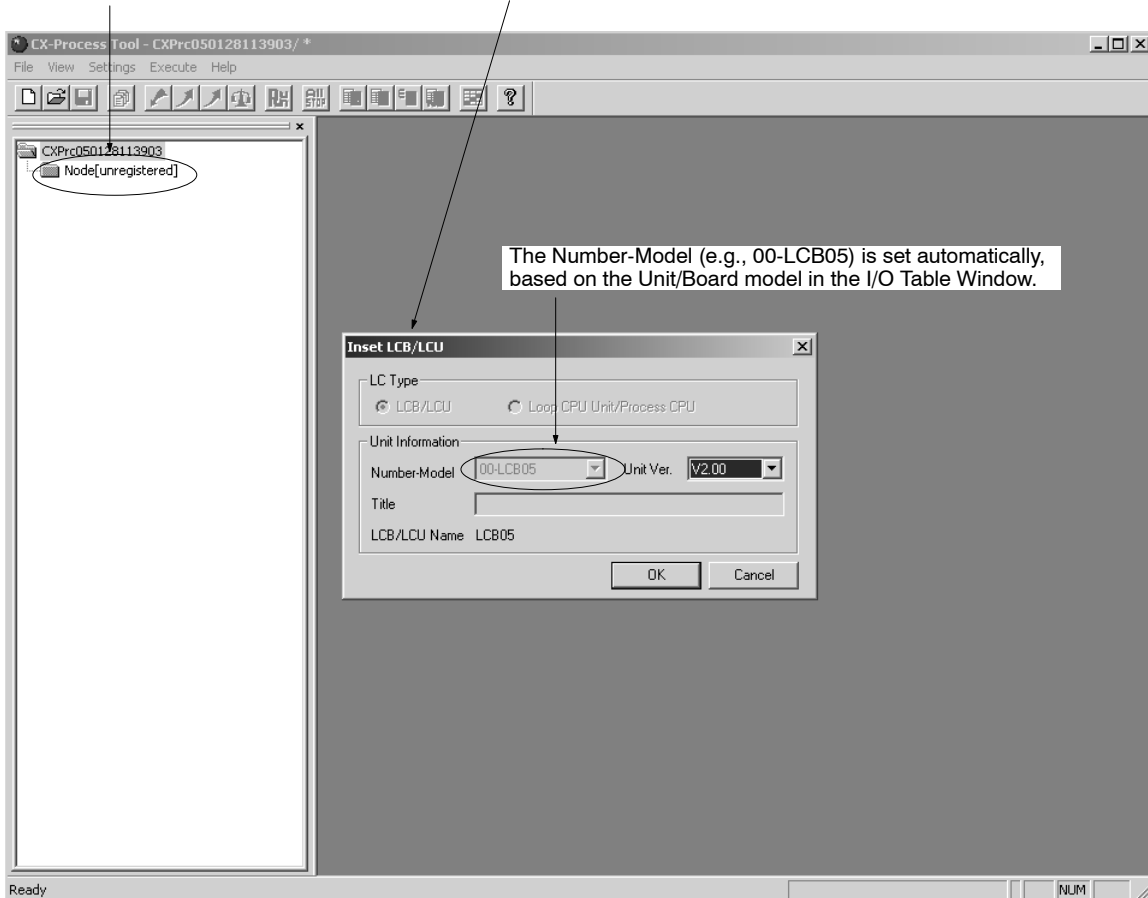 CX-Process Tool - CXPrc050128113903/ *
File View Settings Execute Help
ALL
STOP
E
?
CXPrc050128113903
Node[unregistered]
The Number-Model (e.g., 00-LCB05) is set automatically,
based on the Unit/Board model in the I/O Table Window.
Inset LCB/LCU
LC Type
LCB/LCU Loop CPU Unit/Process CPU
Unit Information
Number-Model 00-LCB05 Unit Ver. V2.00
Title
LCB/LCU Name LCB05
OK Cancel
Ready NUM